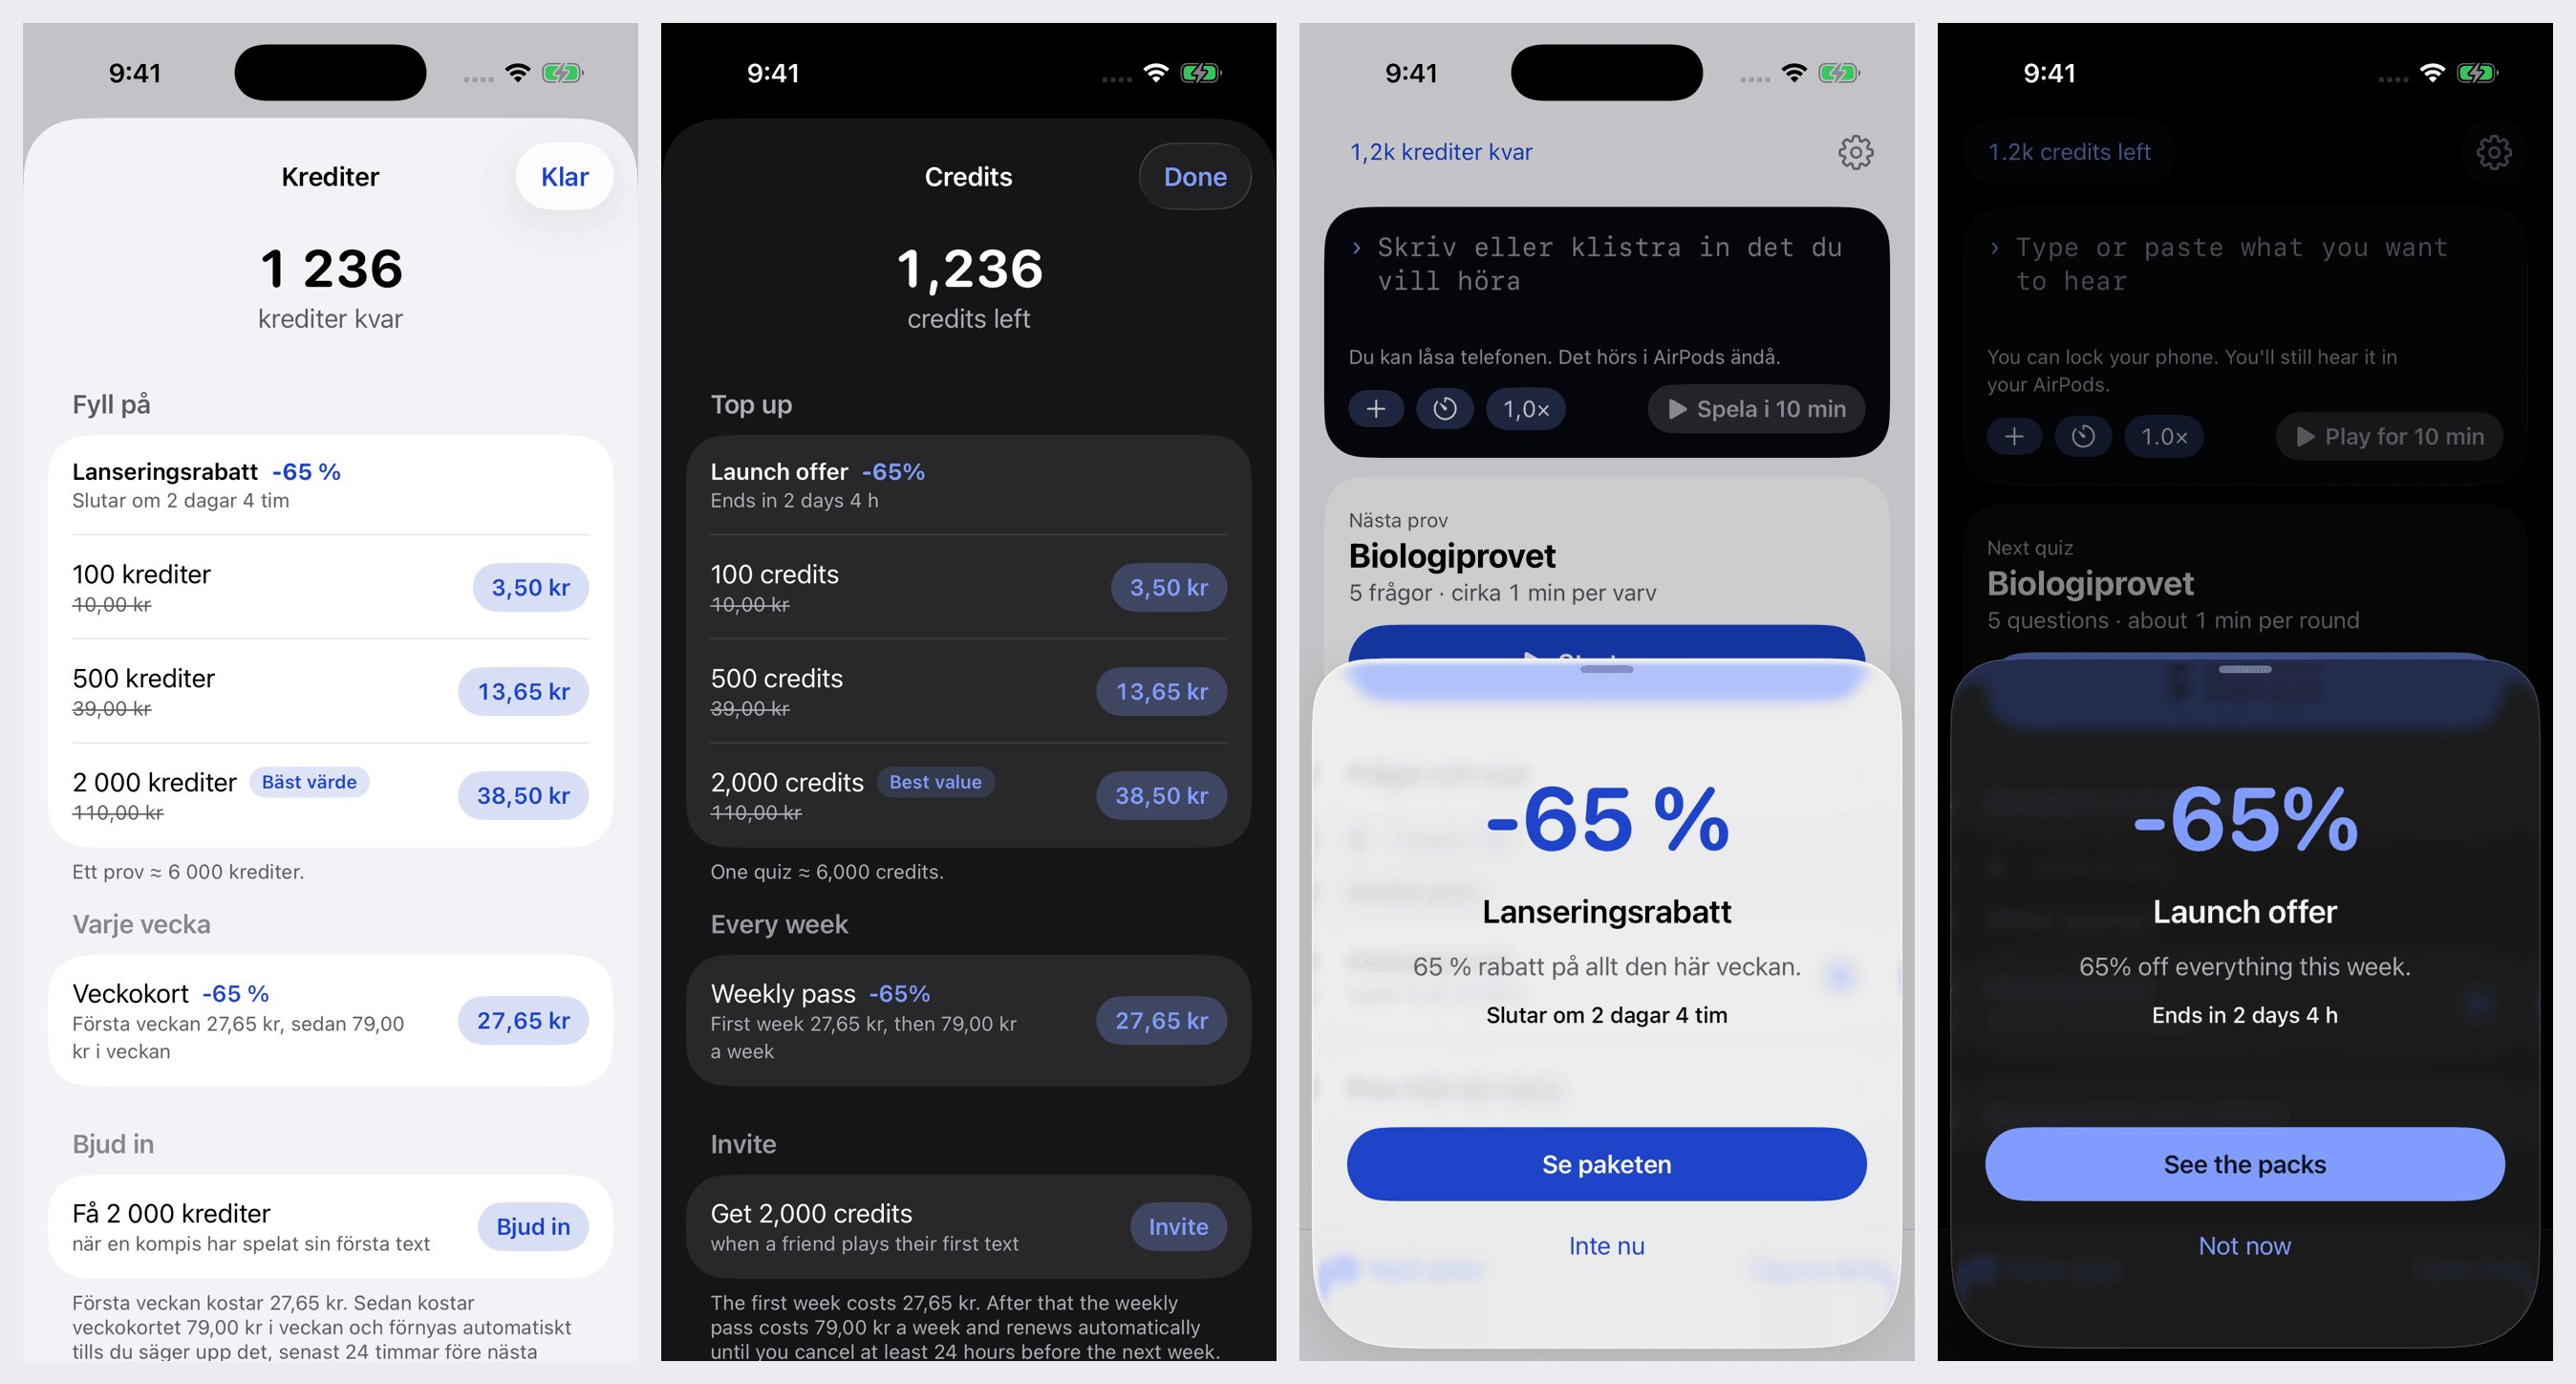 9:41
Krediter
Klar
1 236
krediter kvar
Fyll på
Lanseringsrabatt -65 %
Slutar om 2 dagar 4 tim
100 krediter
10,00 kr
3,50 kr
500 krediter
39,00 kr
13,65 kr
2 000 krediter Bäst värde
110,00 kr
38,50 kr
Ett prov ≈ 6 000 krediter.
Varje vecka
Veckokort -65 %
Första veckan 27,65 kr, sedan 79,00
kr i veckan
27,65 kr
Bjud in
Få 2 000 krediter
när en kompis har spelat sin första text
Bjud in
Första veckan kostar 27,65 kr. Sedan kostar
veckokortet 79,00 kr i veckan och förnyas automatiskt
tills du säger upp det, senast 24 timmar före nästa
9:41
Credits
Done
1,236
credits left
Top up
Launch offer -65%
Ends in 2 days 4 h
100 credits
10,00 kr
3,50 kr
500 credits
39,00 kr
13,65 kr
2,000 credits Best value
110,00 kr
38,50 kr
One quiz ≈ 6,000 credits.
Every week
Weekly pass -65%
First week 27,65 kr, then 79,00 kr
a week
27,65 kr
Invite
Get 2,000 credits
when a friend plays their first text
Invite
The first week costs 27,65 kr. After that the weekly
pass costs 79,00 kr a week and renews automatically
until you cancel at least 24 hours before the next week.
9:41
1,2k krediter kvar
› Skriv eller klistra in det du
vill höra
Du kan låsa telefonen. Det hörs i AirPods ändå.
1,0×
Spela i 10 min
Nästa prov
Biologiprovet
5 frågor · cirka 1 min per varv
-65 %
Lanseringsrabatt
65 % rabatt på allt den här veckan.
Slutar om 2 dagar 4 tim
Se paketen
Inte nu
9:41
1.2k credits left
› Type or paste what you want
to hear
You can lock your phone. You'll still hear it in
your AirPods.
1.0×
Play for 10 min
Next quiz
Biologiprovet
5 questions · about 1 min per round
-65%
Launch offer
65% off everything this week.
Ends in 2 days 4 h
See the packs
Not now